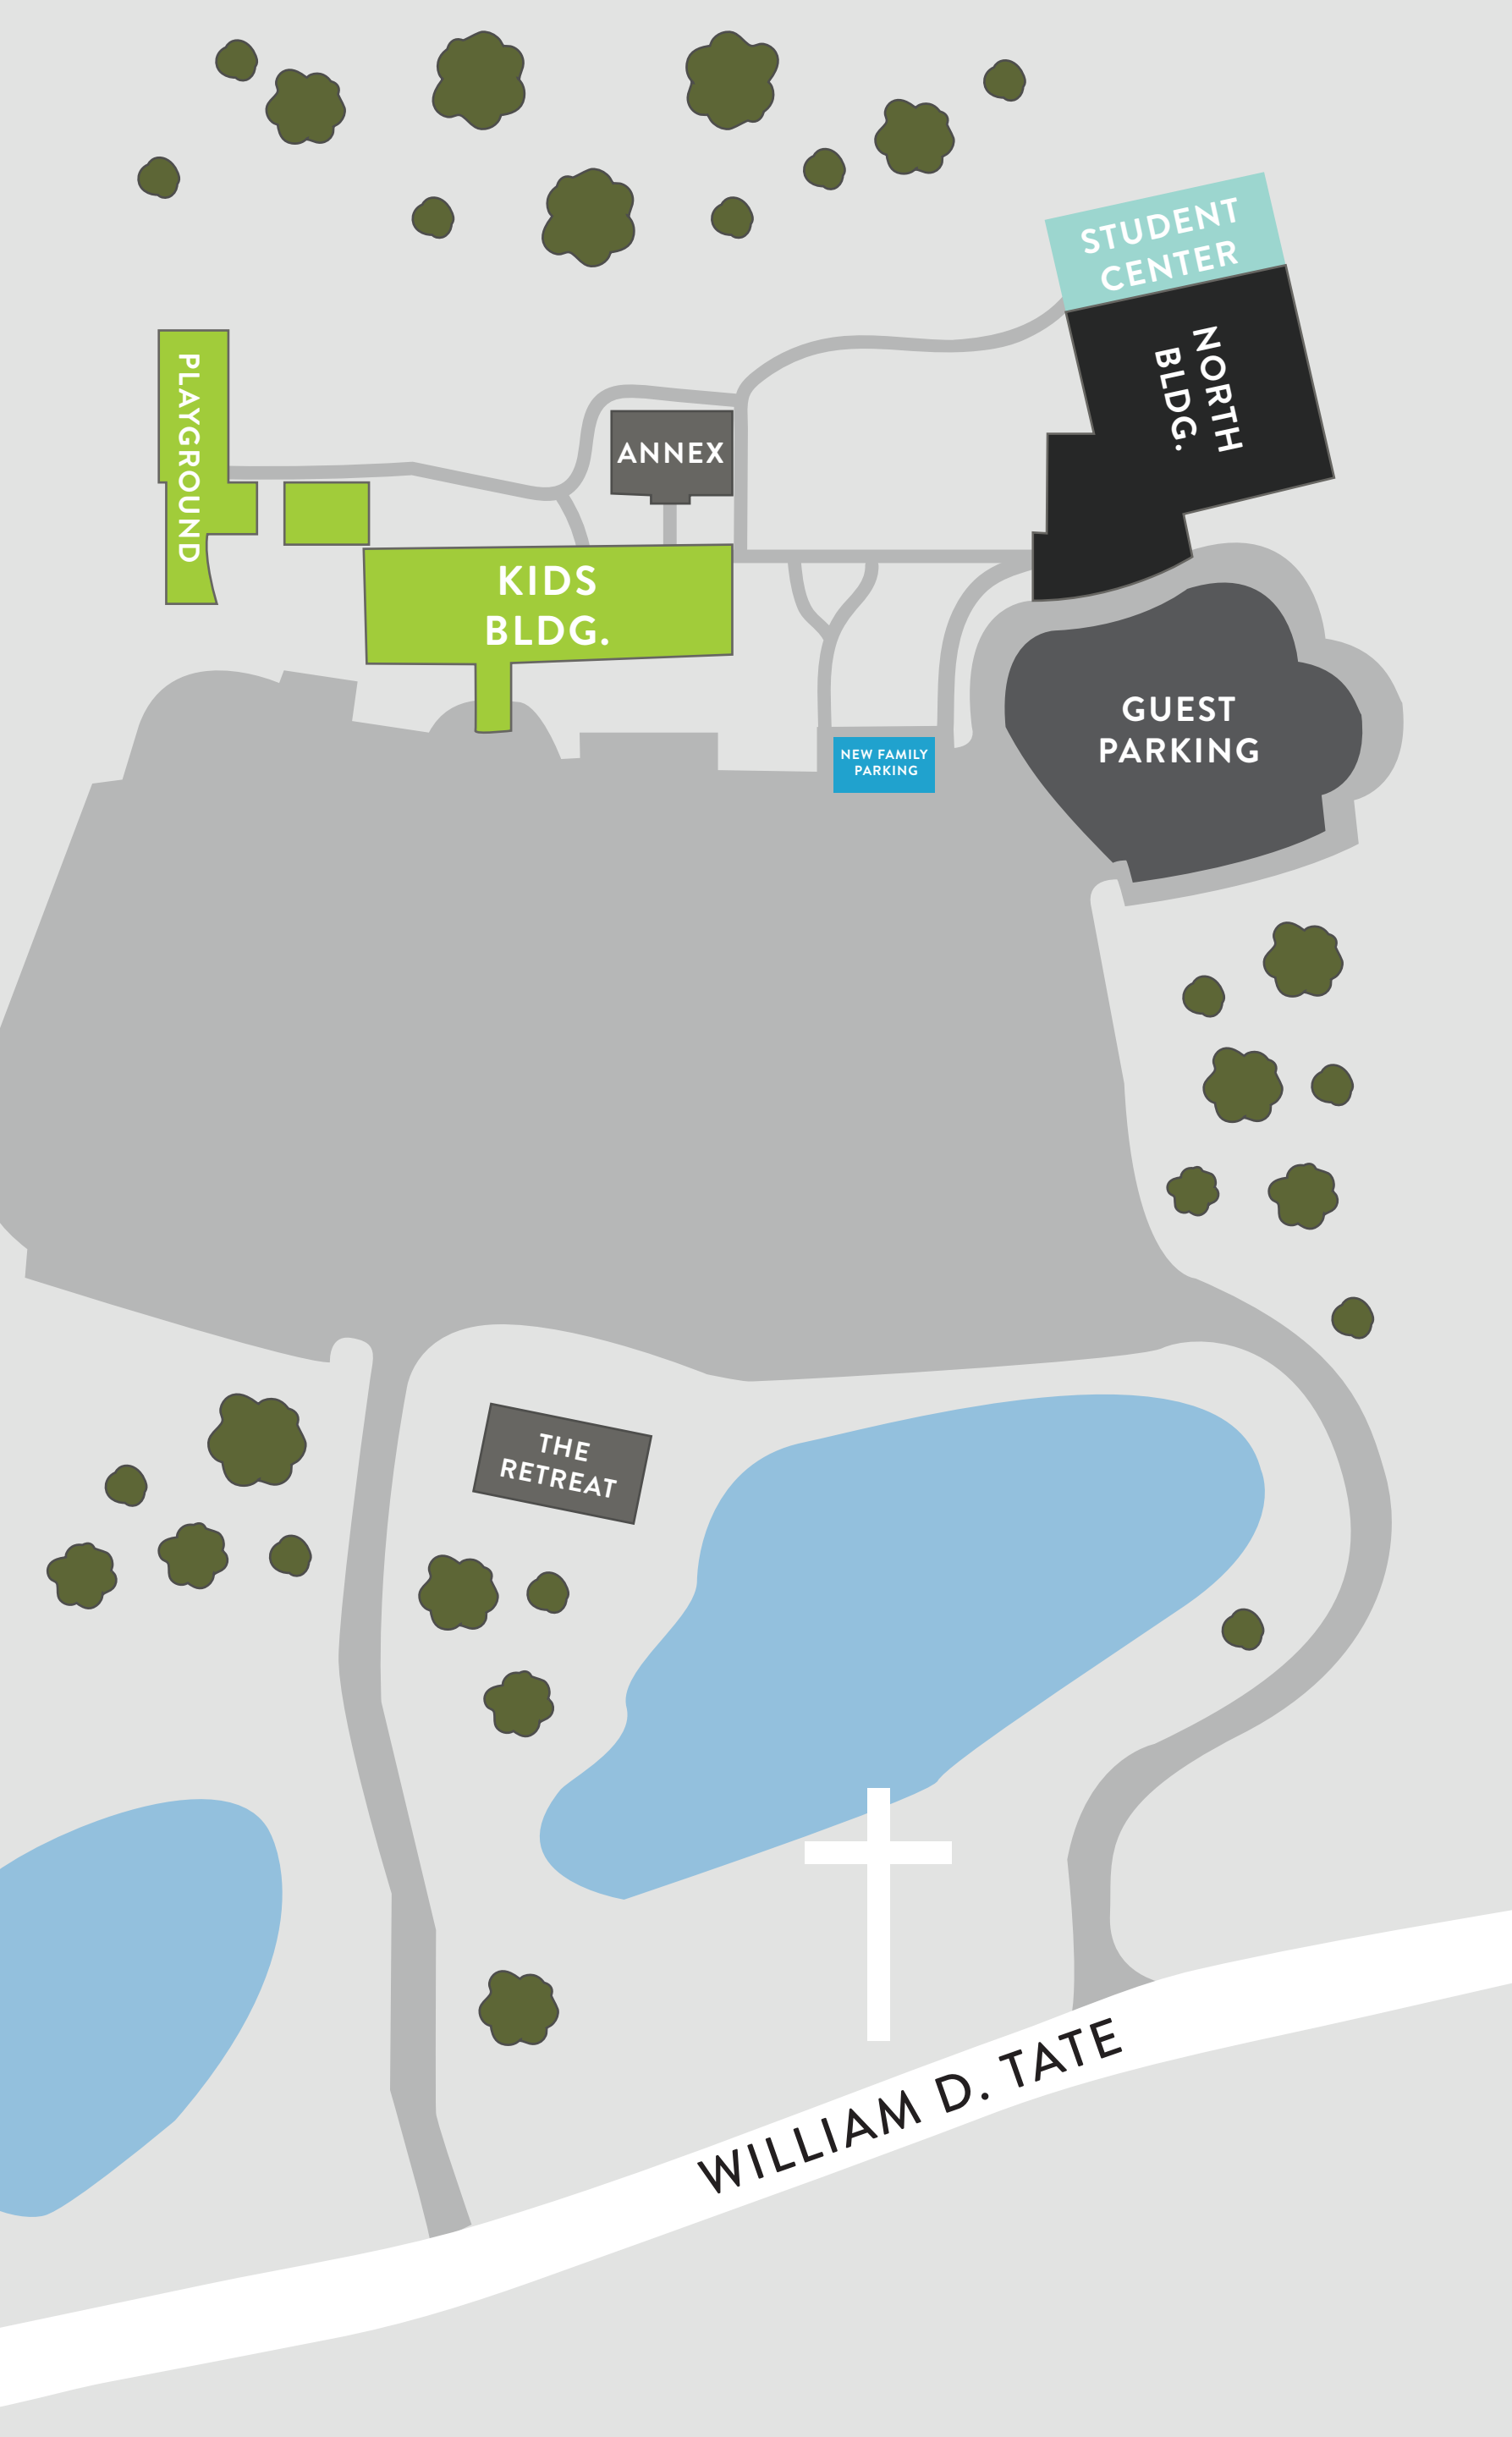 STUDENT
CENTER
NORTH
BLDG.
PLAYGROUND
ANNEX
KIDS
BLDG.
GUEST
PARKING
NEW FAMILY
PARKING
THE
RETREAT
WILLIAM D. TATE